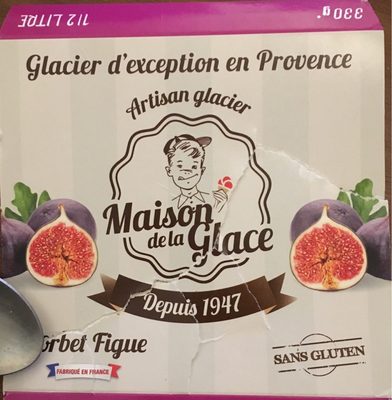 1/2 LITRE
330 g
Glacier d'exception en Provence
Artisan glacier
Maison
de la Glace
Depuis 1947
orbet Figue
FABRIQUÉ EN FRANCE
SANS GLUTEN